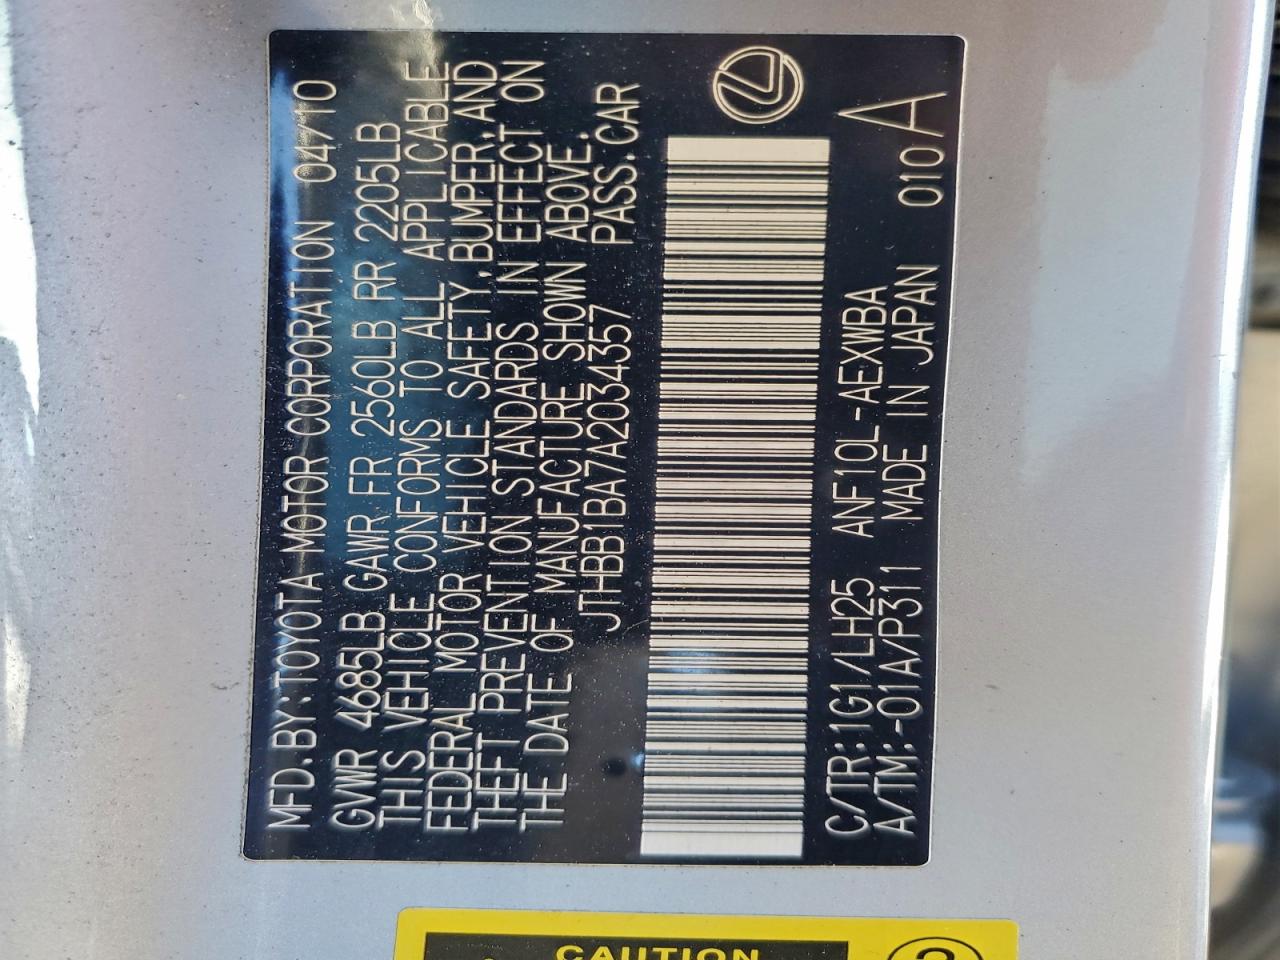 MFD.BY:TOYOTA MOTOR CORPORATION 04/10
GVWR 4685LB GAWR FR 2560LB RR 2205LB
THIS VEHICLE CONFORMS TO ALL APPLICABLE
FEDERAL MOTOR VEHICLE SAFETY,BUMPER,AND
THEFT PREVENTION STANDARDS IN EFFECT ON
THE DATE OF MANUFACTURE SHOWN ABOVE.
JTHBB1BA7A2034357 PASS.CAR
C/TR:1G1/LH25 ANF10L-AEXWBA
A/TM:-01A/P311 MADE IN JAPAN 010 A
CAUTION